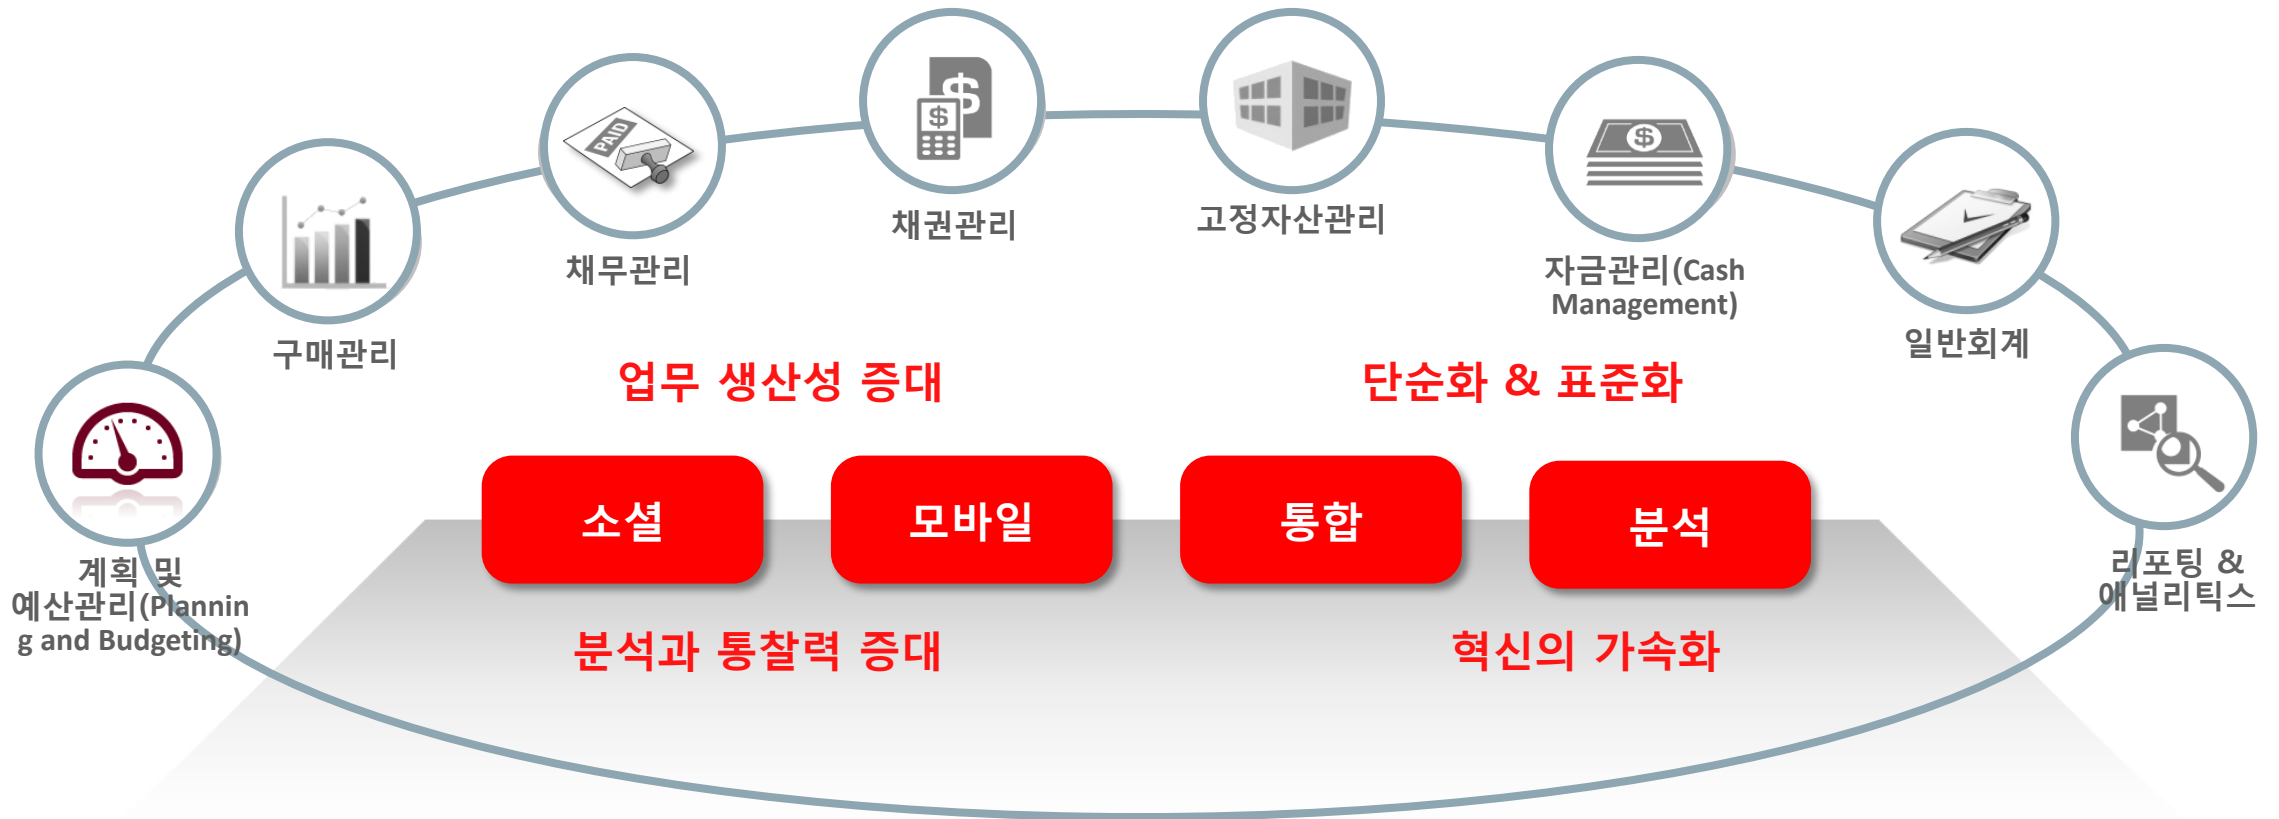 채권관리
고정자산관리
채무관리
자금관리(Cash
Management)
구매관리
일반회계
업무 생산성 증대
단순화 & 표준화
소셜
모바일
통합
분석
계획 및
예산관리(Plannin
g and Budgeting)
리포팅 &
애널리틱스
분석과 통찰력 증대
혁신의 가속화
PAID
$
$
$